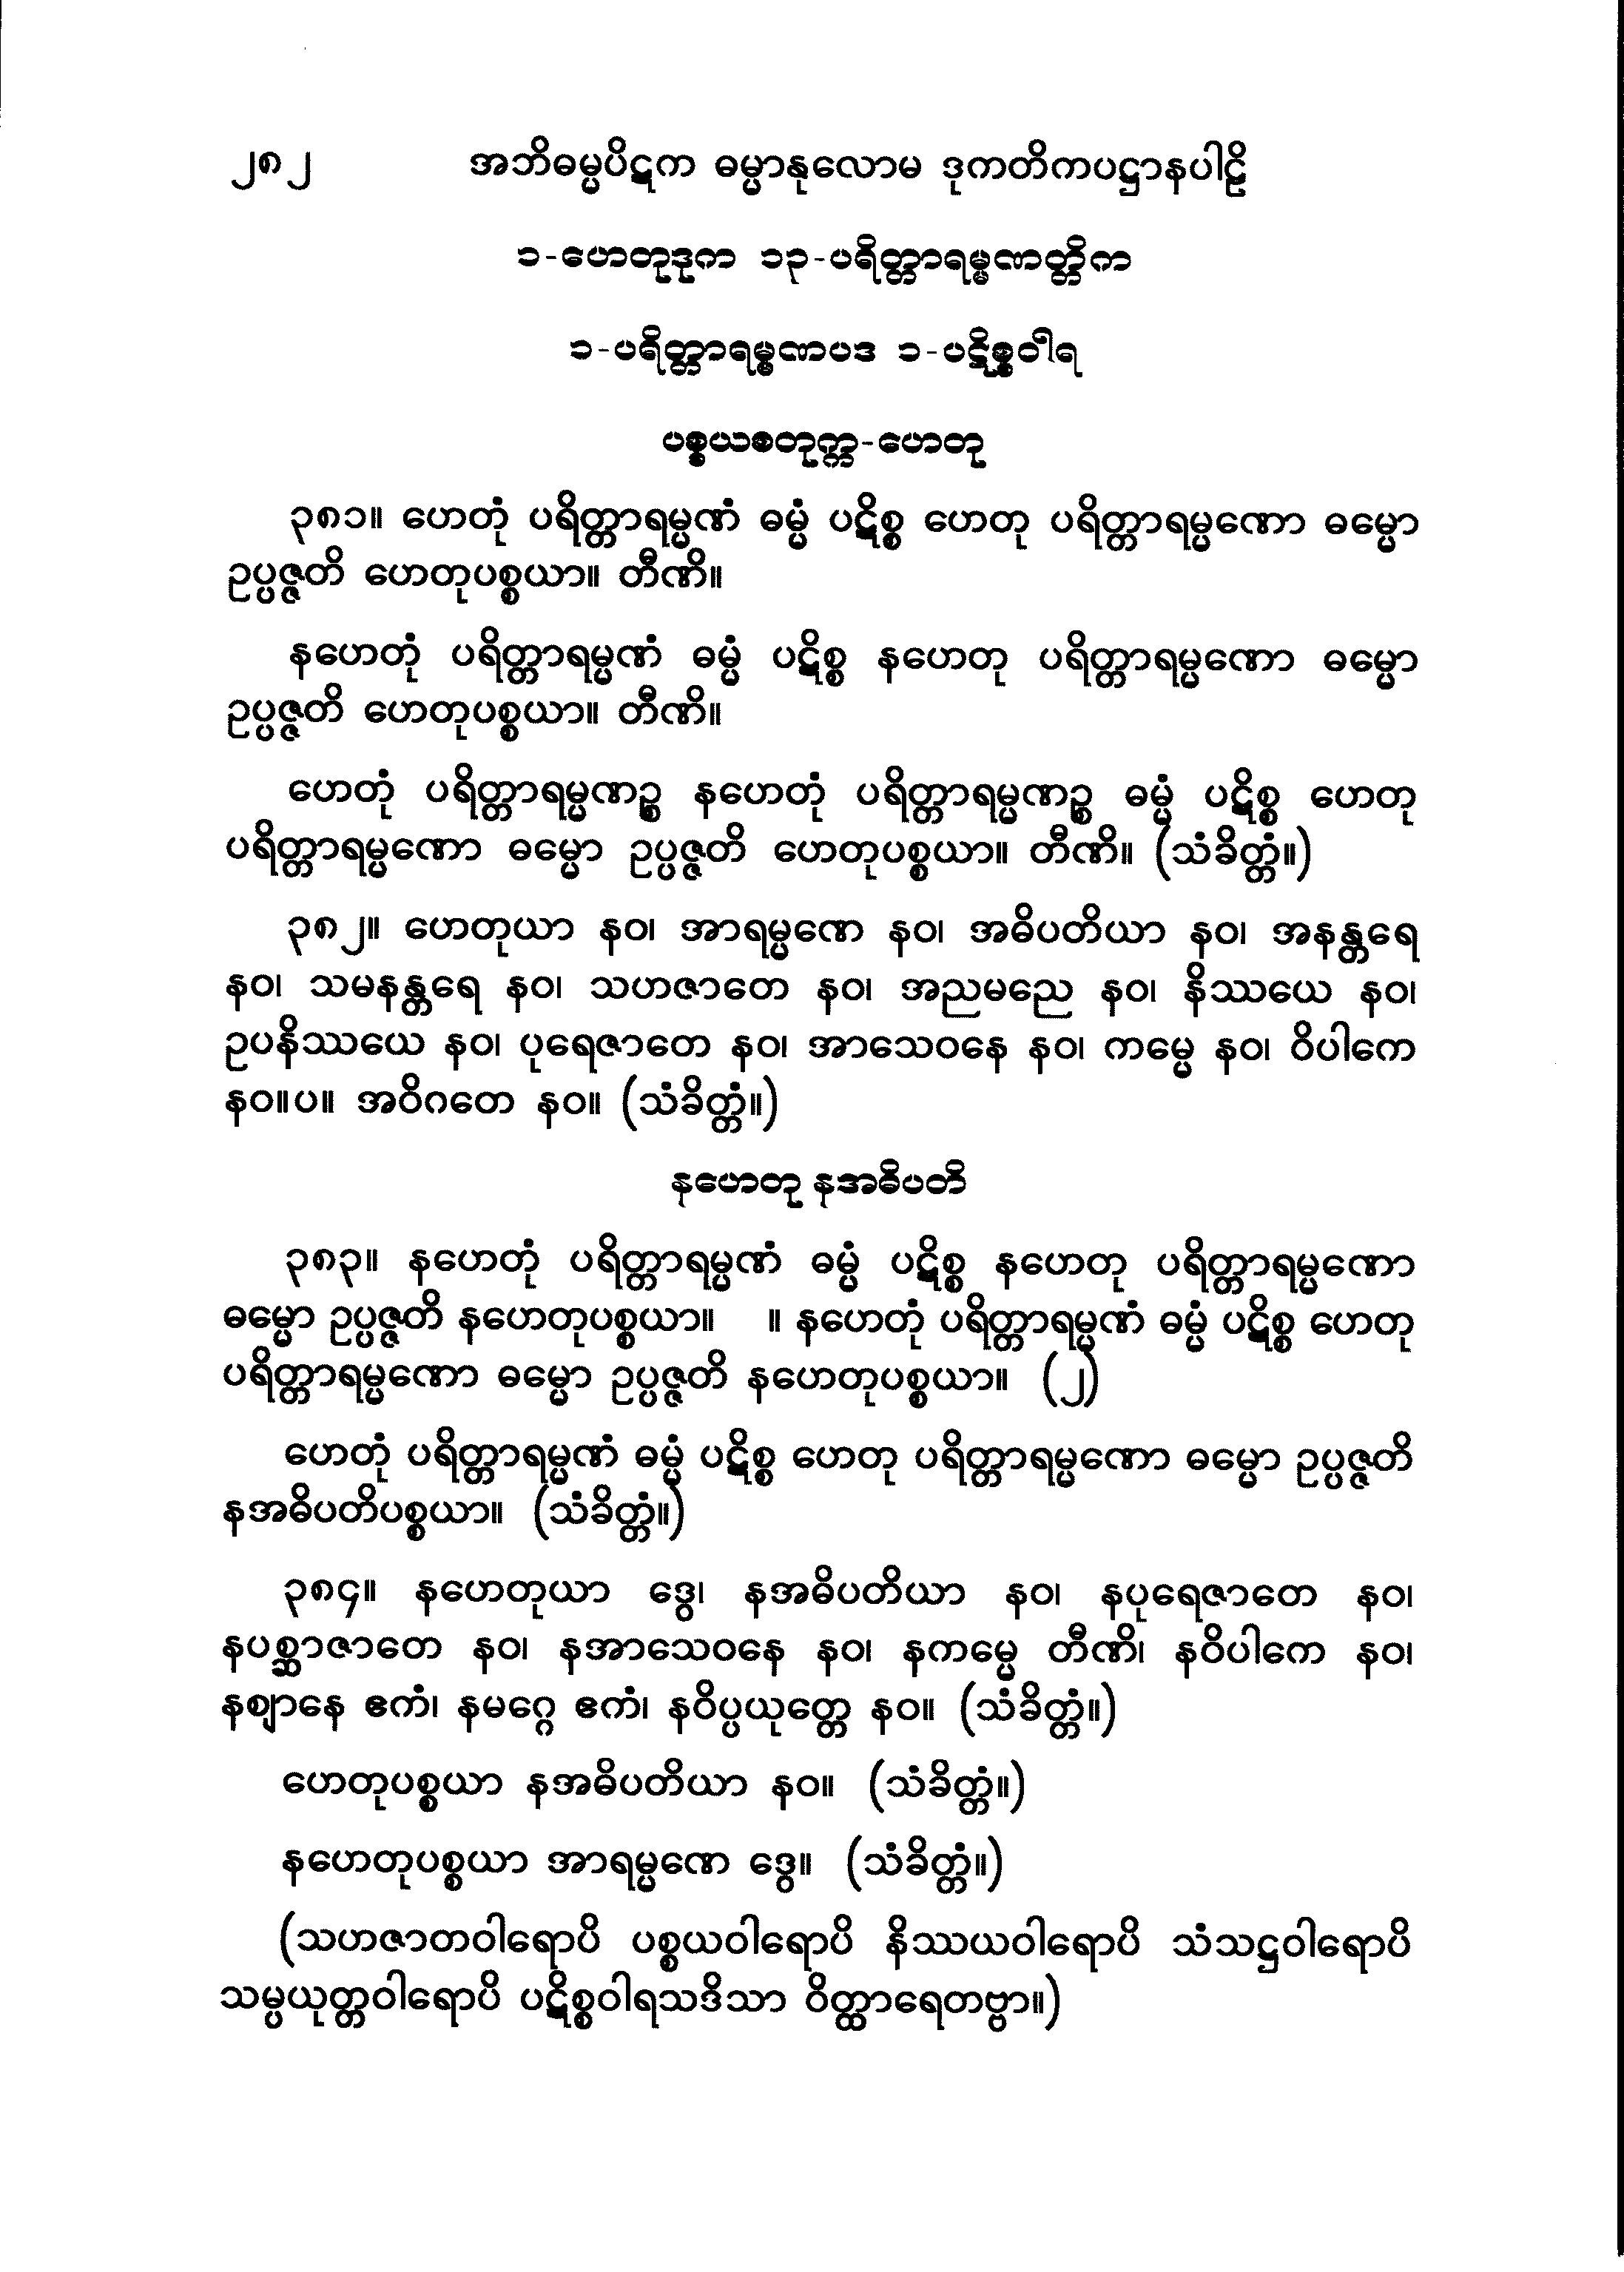 ၂၈၂ အဘိဓမ္မပိဋက ဓမ္မာနုလောမ ဒုကတိကပဋ္ဌာနပါဠိ
၁-ဟေတုဒုက ၁၃-ပရိတ္တာရမ္မဏတ္တိက
၁-ပရိတ္တာရမ္မဏပဒ ၁-ပဋိစ္စဝါရ
ပစ္စယစတုက္က-ဟေတု
၃၈၁။ ဟေတုံ ပရိတ္တာရမ္မဏံ ဓမ္မံ ပဋိစ္စ ဟေတု ပရိတ္တာရမ္မဏော ဓမ္မော
ဥပ္ပဇ္ဇတိ ဟေတုပစ္စယာ။ တီဏိ။
နဟေတုံ ပရိတ္တာရမ္မဏံ ဓမ္မံ ပဋိစ္စ နဟေတု ပရိတ္တာရမ္မဏော ဓမ္မော
ဥပ္ပဇ္ဇတိ ဟေတုပစ္စယာ။ တီဏိ။
ဟေတုံ ပရိတ္တာရမ္မဏဉ္စ နဟေတုံ ပရိတ္တာရမ္မဏဉ္စ ဓမ္မံ ပဋိစ္စ ဟေတု
ပရိတ္တာရမ္မဏော ဓမ္မော ဥပ္ပဇ္ဇတိ ဟေတုပစ္စယာ။ တီဏိ။ (သံခိတ္တံ။)
၃၈၂။ ဟေတုယာ နဝ၊ အာရမ္မဏေ နဝ၊ အဓိပတိယာ နဝ၊ အနန္တရေ
နဝ၊ သမနန္တရေ နဝ၊ သဟဇာတေ နဝ၊ အညမညေ နဝ၊ နိဿယေ နဝ၊
ဥပနိဿယေ နဝ၊ ပုရေဇာတေ နဝ၊ အာသေဝနေ နဝ၊ ကမ္မေ နဝ၊ ဝိပါကေ
နဝ။ပ။ အဝိဂတေ နဝ။ (သံခိတ္တံ။)
နဟေတု နအဓိပတိ
၃၈၃။ နဟေတုံ ပရိတ္တာရမ္မဏံ ဓမ္မံ ပဋိစ္စ နဟေတု ပရိတ္တာရမ္မဏော
ဓမ္မော ဥပ္ပဇ္ဇတိ နဟေတုပစ္စယာ။ ။ နဟေတုံ ပရိတ္တာရမ္မဏံ ဓမ္မံ ပဋိစ္စ ဟေတု
ပရိတ္တာရမ္မဏော ဓမ္မော ဥပ္ပဇ္ဇတိ နဟေတုပစ္စယာ။ (၂)
ဟေတုံ ပရိတ္တာရမ္မဏံ ဓမ္မံ ပဋိစ္စ ဟေတု ပရိတ္တာရမ္မဏော ဓမ္မော ဥပ္ပဇ္ဇတိ
နအဓိပတိပစ္စယာ။ (သံခိတ္တံ။)
၃၈၄။ နဟေတုယာ ဒွေ၊ နအဓိပတိယာ နဝ၊ နပုရေဇာတေ နဝ၊
နပစ္ဆာဇာတေ နဝ၊ နအာသေဝနေ နဝ၊ နကမ္မေ တီဏိ၊ နဝိပါကေ နဝ၊
နဈာနေ ဧကံ၊ နမဂ္ဂေ ဧကံ၊ နဝိပ္ပယုတ္တေ နဝ။ (သံခိတ္တံ။)
ဟေတုပစ္စယာ နအဓိပတိယာ နဝ။ (သံခိတ္တံ။)
နဟေတုပစ္စယာ အာရမ္မဏေ ဒွေ။ (သံခိတ္တံ။)
(သဟဇာတဝါရောပိ ပစ္စယဝါရောပိ နိဿယဝါရောပိ သံသဋ္ဌဝါရောပိ
သမ္ပယုတ္တဝါရောပိ ပဋိစ္စဝါရသဒိသာ ဝိတ္ထာရေတဗ္ဗာ။)